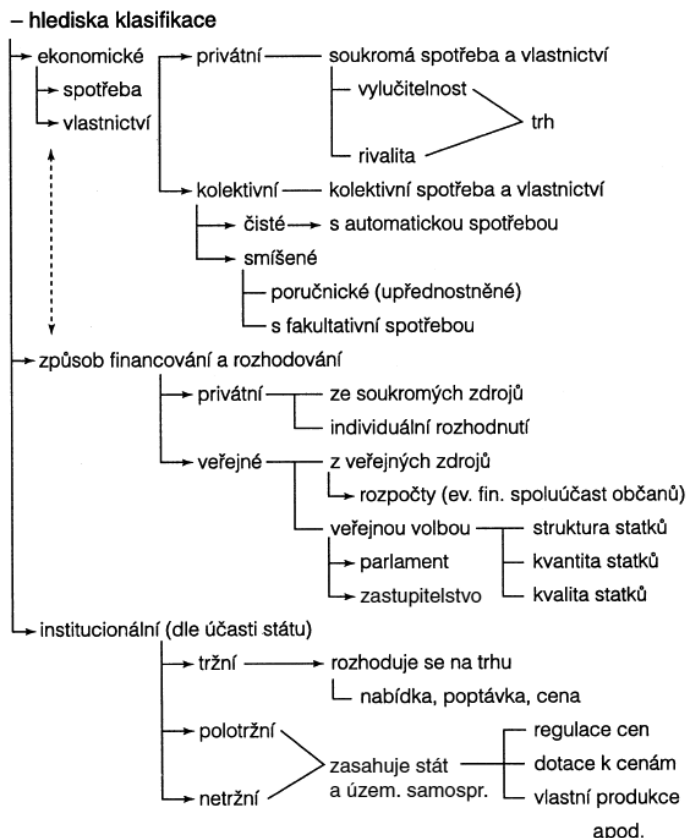 – hlediska klasifikace
ekonomické
privátní
soukromá spotřeba a vlastnictví
spotřeba
vylučitelnost
vlastnictví
trh
rivalita
kolektivní
kolektivní spotřeba a vlastnictví
čisté
s automatickou spotřebou
smíšené
poručnické (upřednostněné)
s fakultativní spotřebou
způsob financování a rozhodování
privátní
ze soukromých zdrojů
individuální rozhodnutí
veřejné
z veřejných zdrojů
rozpočty (ev. fin. spoluúčast občanů)
veřejnou volbou
struktura statků
parlament
kvantita statků
zastupitelstvo
kvalita statků
institucionální (dle účasti státu)
tržní
rozhoduje se na trhu
nabídka, poptávka, cena
polotržní
regulace cen
zasahuje stát
dotace k cenám
a územ. samospr.
netržní
vlastní produkce
apod.